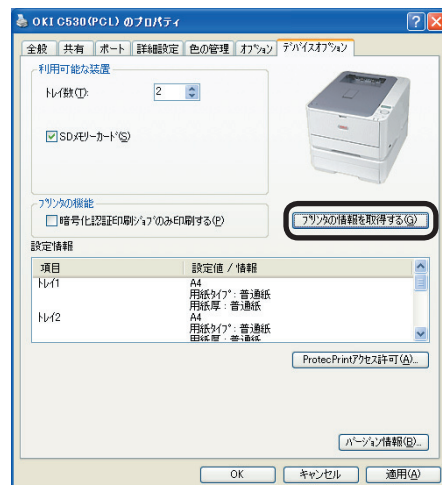 OKI C530(PCL) のプロパティ
全般 共有 ポート 詳細設定 色の管理 オプション デバイスオプション
利用可能な装置
トレイ数(T): 2
SDメモリーカード(S)
プリンタの機能
暗号化認証印刷ジョブのみ印刷する(P)
プリンタの情報を取得する(G)
設定情報
項目 設定値 / 情報
トレイ1 A4
用紙タイプ: 普通紙
用紙厚: 普通紙
トレイ2 A4
用紙タイプ: 普通紙
用紙厚: 普通紙
ProtecPrintアクセス許可(A)...
バージョン情報(B)...
OK キャンセル 適用(A)